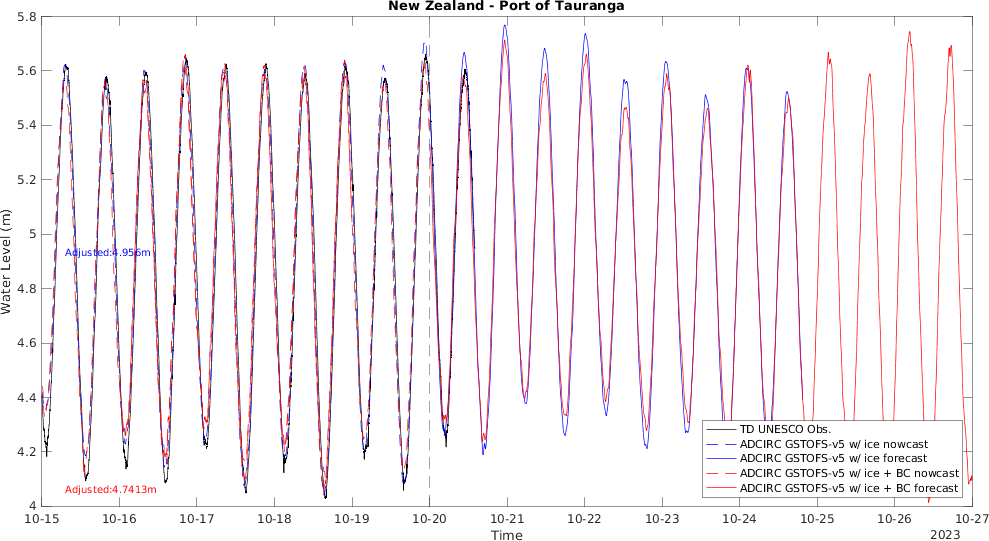 New Zealand - Port of Tauranga
5.8
5.6
5.4
5.2
5
4.8
4.6
4.4
4.2
4
Water Level (m)
Adjusted:4.956m
Adjusted:4.7413m
TD UNESCO Obs.
ADCIRC GSTOFS-v5 w/ ice nowcast
ADCIRC GSTOFS-v5 w/ ice forecast
ADCIRC GSTOFS-v5 w/ ice + BC nowcast
ADCIRC GSTOFS-v5 w/ ice + BC forecast
10-15 10-16 10-17 10-18 10-19 10-20 10-21 10-22 10-23 10-24 10-25 10-26 10-27
Time
2023